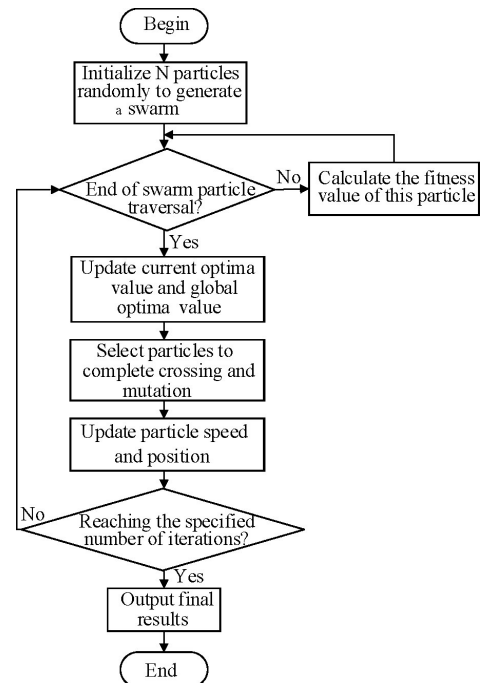 Begin
Initialize N particles
randomly to generate
a swarm
End of swarm particle
traversal?
No
Calculate the fitness
value of this particle
Yes
Update current optima
value and global
optima value
Select particles to
complete crossing and
mutation
Update particle speed
and position
No
Reaching the specified
number of iterations?
Yes
Output final
results
End